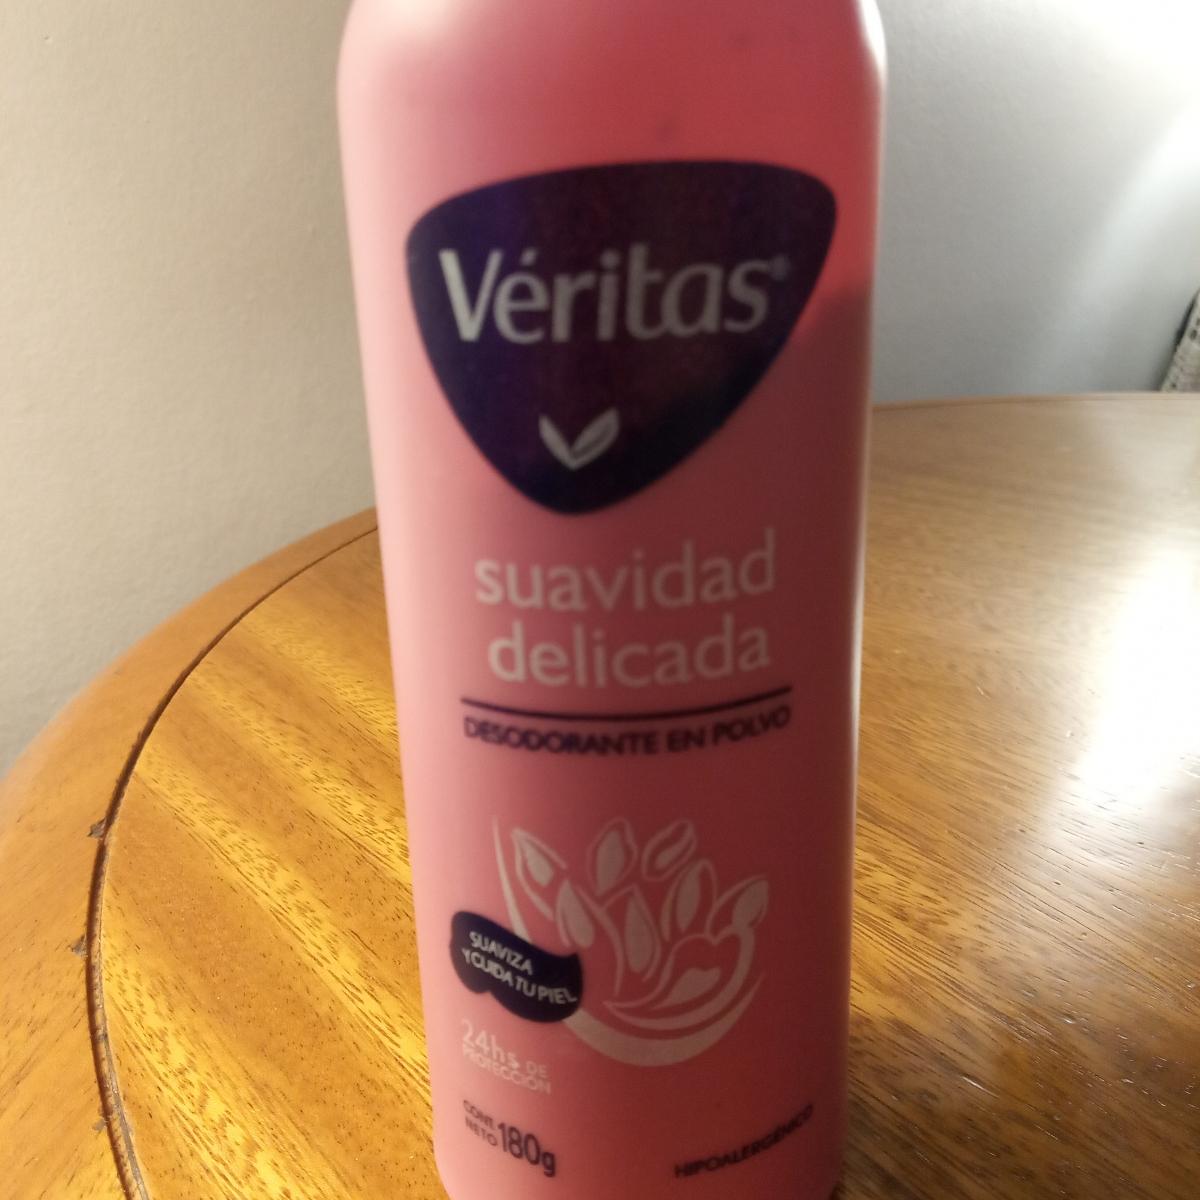 Véritas®
suavidad
delicada
DESODORANTE EN POLVO
SUAVIZA
Y CUIDA TU PIEL
24hs DE
PROTECCIÓN
CONT.
NETO 180g
HIPOALERGÉNICO